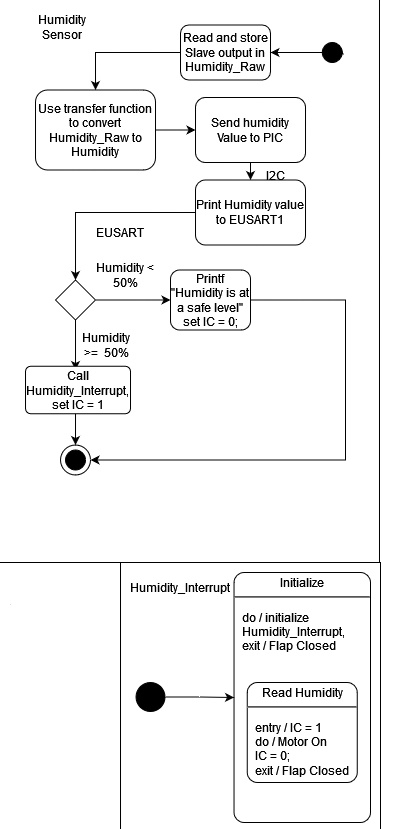 Humidity
Sensor
Read and store
Slave output in
Humidity_Raw
Use transfer function
to convert
Humidity_Raw to
Humidity
Send humidity
Value to PIC
I2C
Print Humidity value
to EUSART1
EUSART
Humidity <
50%
Printf
"Humidity is at
a safe level"
set IC = 0;
Humidity
>= 50%
Call
Humidity_Interrupt,
set IC = 1
Humidity_Interrupt
Initialize
do / initialize
Humidity_Interrupt,
exit / Flap Closed
Read Humidity
entry / IC = 1
do / Motor On
IC = 0;
exit / Flap Closed